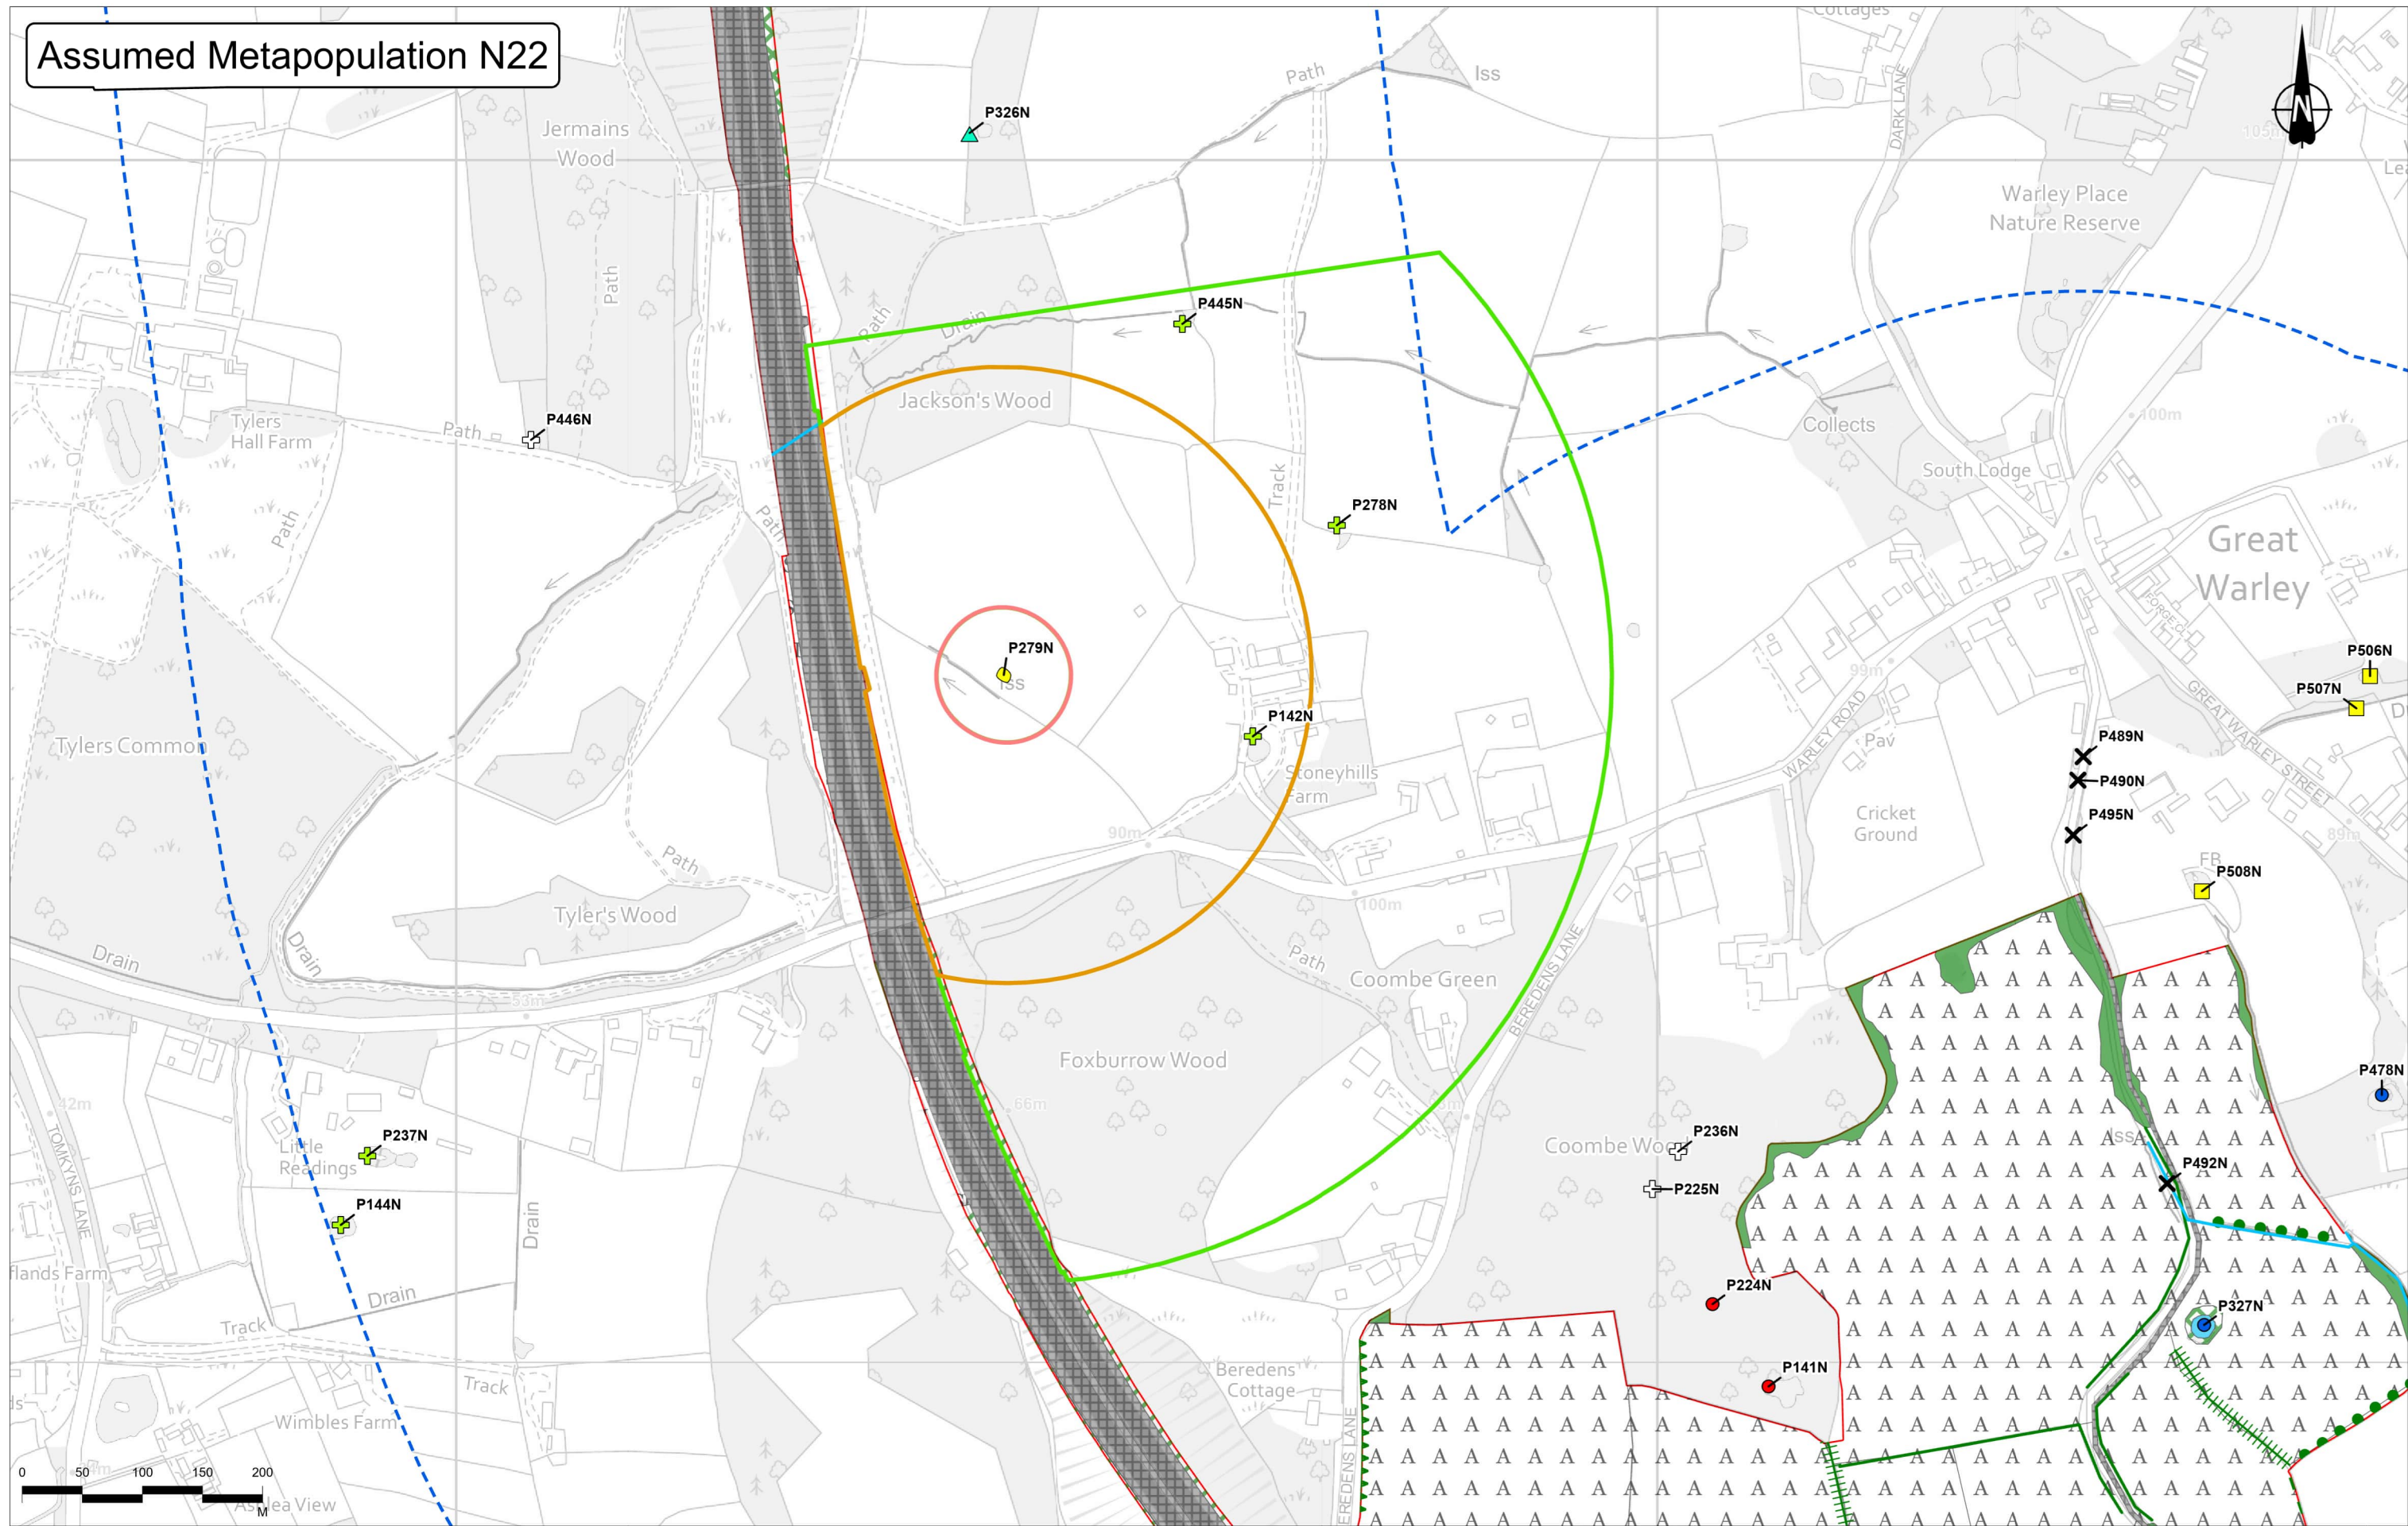 Assumed Metapopulation N22
Cottages
Path
Iss
P326N
Jermains
Wood
DARK LANE
N
105m
Warley Place
Nature Reserve
Path
P445N
Path
Drain
Jackson's Wood
Tylers
Hall Farm
Path
P446N
100m
Collects
South Lodge
Track
P278N
Path
Path
Great
Warley
FORGE CL
P279N
Iss
99m
P506N
P507N
GREAT WARLEY STREET
P142N
Tylers Common
WARLEY ROAD
Pav
P489N
P490N
Stoneyhills
Farm
P495N
Cricket
Ground
90m
89m
Path
FB
P508N
100m
Tyler's Wood
Drain
Drain
Path
Coombe Green
BEREDENS LANE
53m
Foxburrow Wood
42m
66m
P478N
TOMKYNS LANE
P237N
Little
Readings
P236N
Coombe Wood
Iss
P492N
P225N
P144N
Drain
flands Farm
Drain
P224N
P327N
Track
Beredens
Cottage
P141N
Track
Wimbles Farm
BEREDENS LANE
0 50 100 150 200
M
Ashlea View